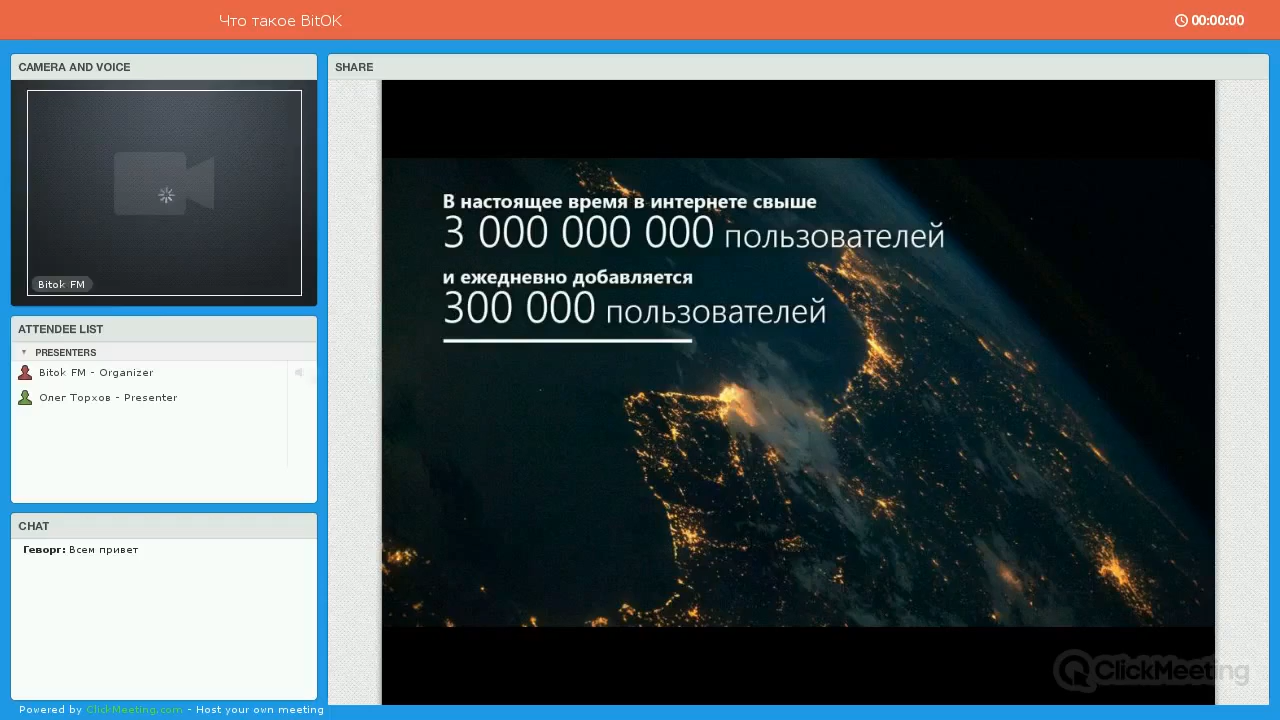 Что такое BitOK
00:00:00
CAMERA AND VOICE
Bitok FM
ATTENDEE LIST
PRESENTERS
Bitok FM - Organizer
Олег Торхов - Presenter
CHAT
Геворг: Всем привет
Powered by ClickMeeting.com - Host your own meeting
SHARE
В настоящее время в интернете свыше
3 000 000 000 пользователей
и ежедневно добавляется
300 000 пользователей
ClickMeeting